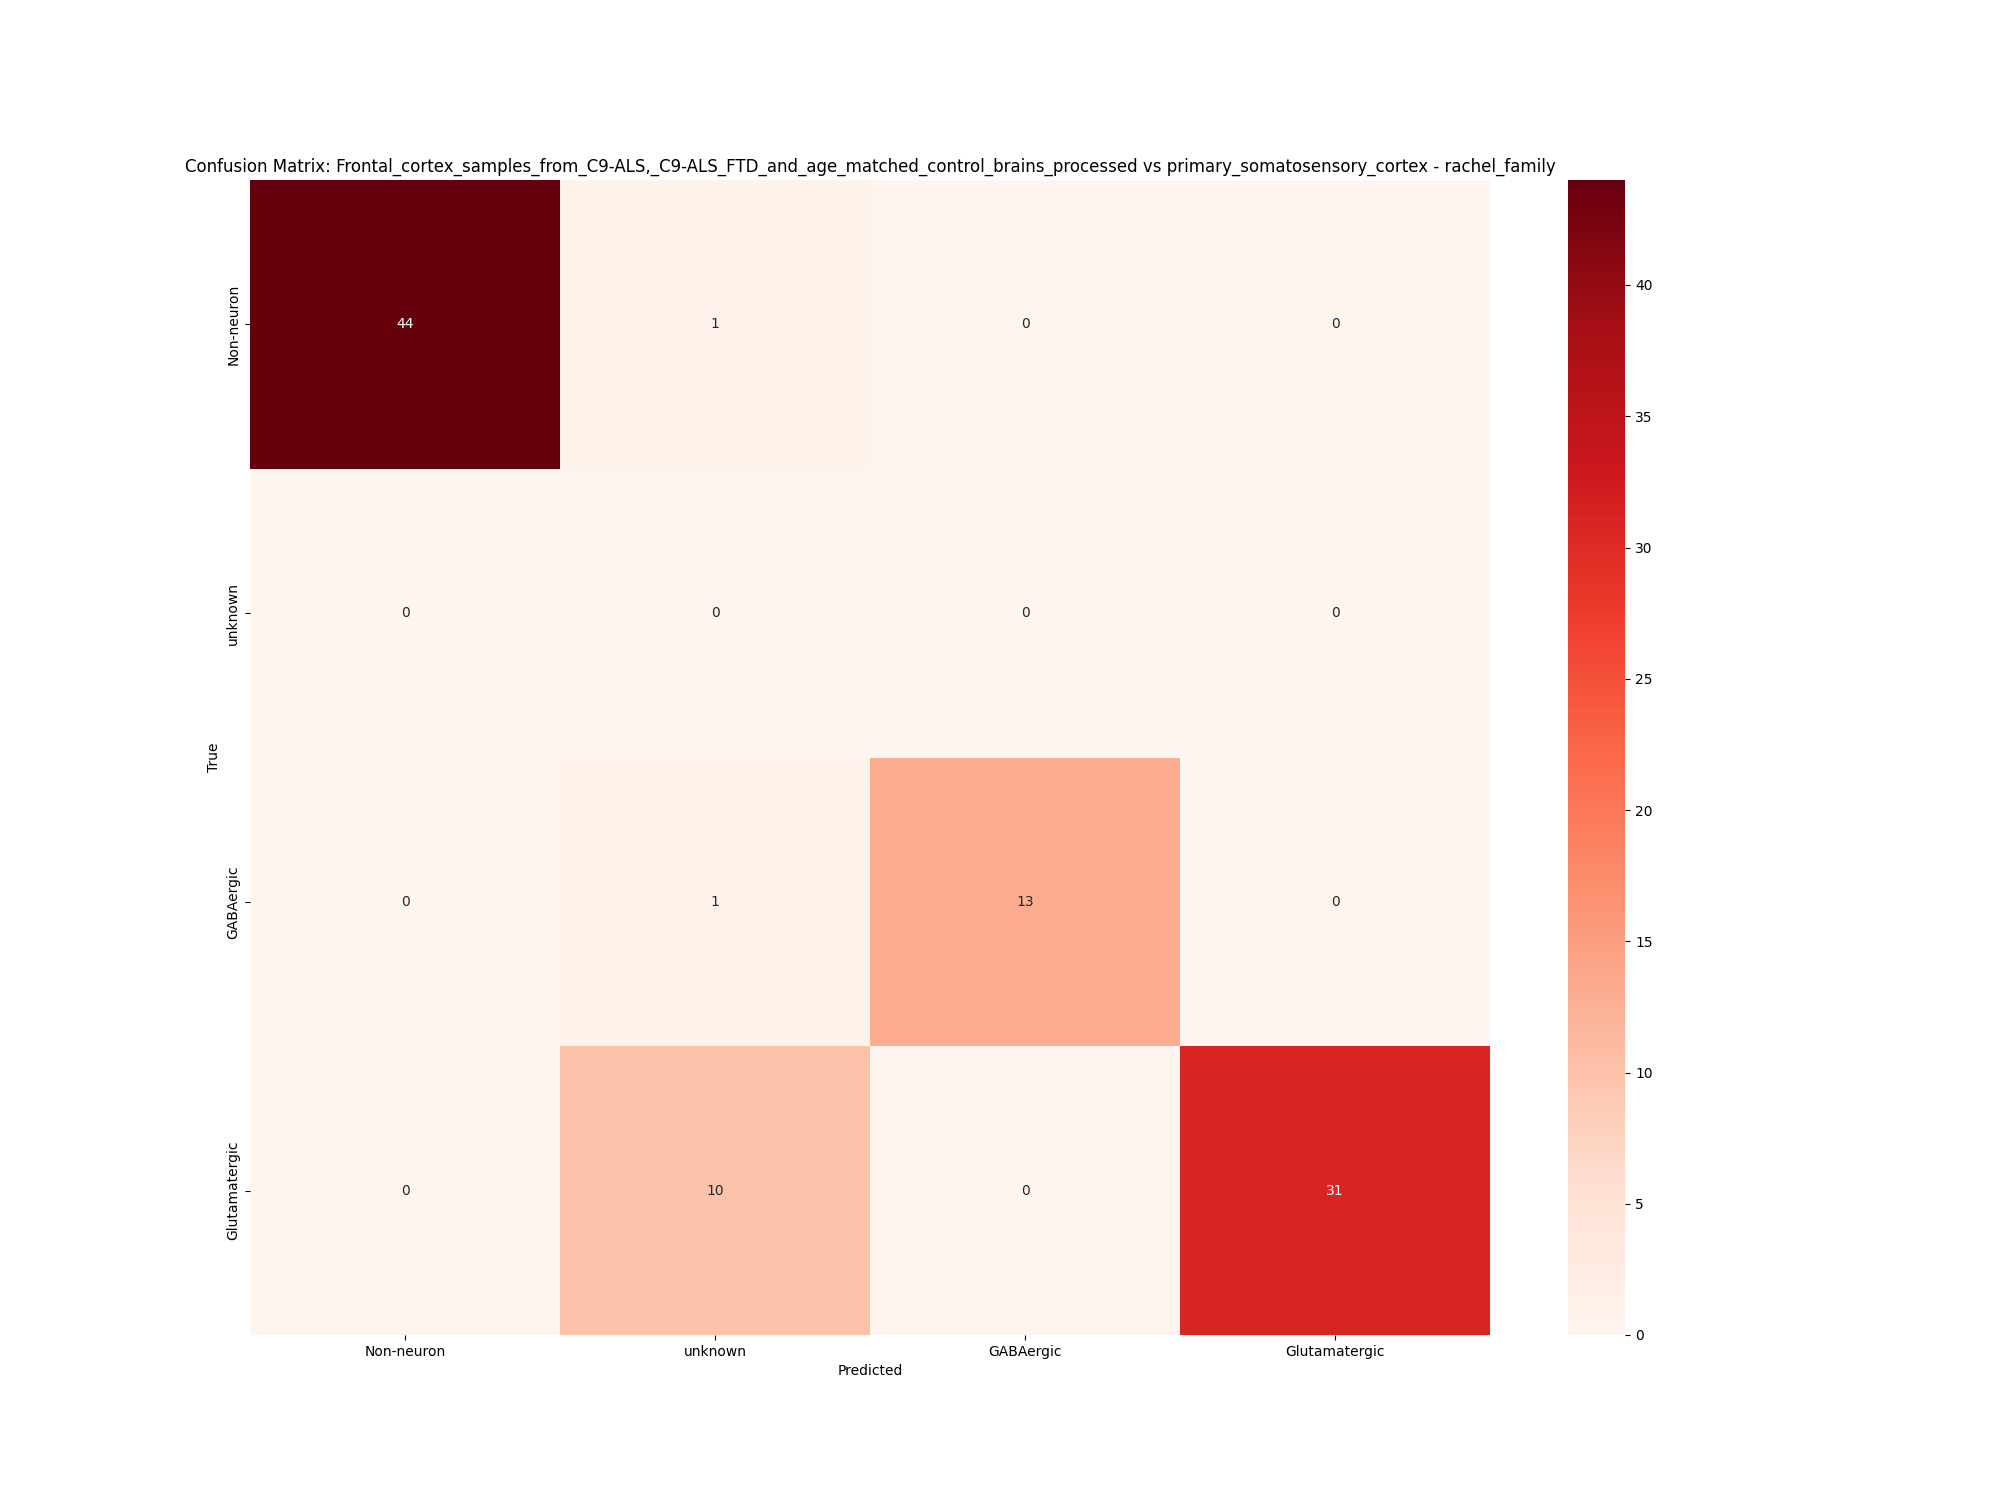 Confusion Matrix: Frontal_cortex_samples_from_C9-ALS,_C9-ALS_FTD_and_age_matched_control_brains_processed vs primary_somatosensory_cortex - rachel_family
True
Non-neuron
44
1
0
0
unknown
0
0
0
0
GABAergic
0
1
13
0
Glutamatergic
0
10
0
31
Non-neuron
unknown
GABAergic
Glutamatergic
Predicted
40
35
30
25
20
15
10
5
0